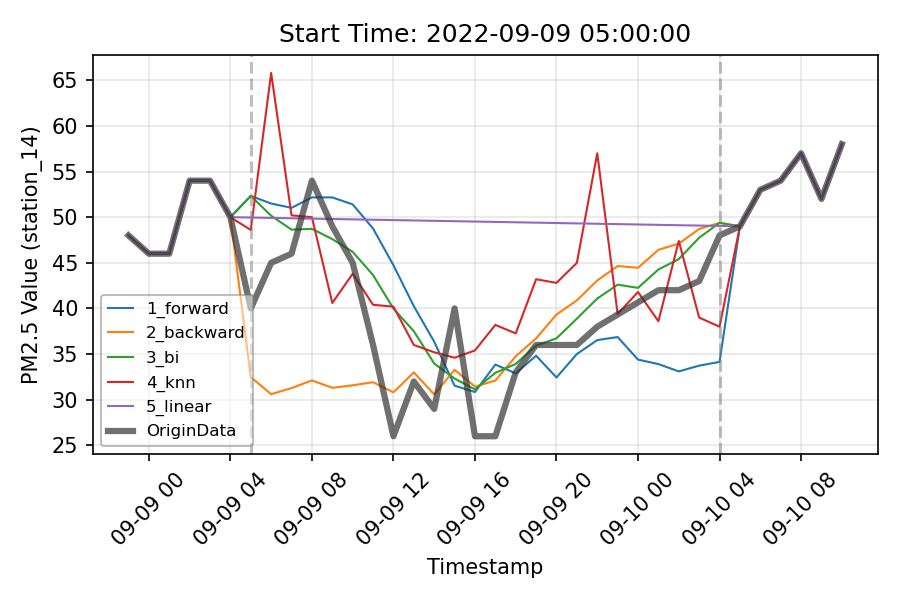 Start Time: 2022-09-09 05:00:00
PM2.5 Value (station_14)
65
60
55
50
45
40
35
30
25
1_forward
2_backward
3_bi
4_knn
5_linear
OriginData
09-09 00
09-09 04
09-09 08
09-09 12
09-09 16
09-09 20
09-10 00
09-10 04
09-10 08
Timestamp